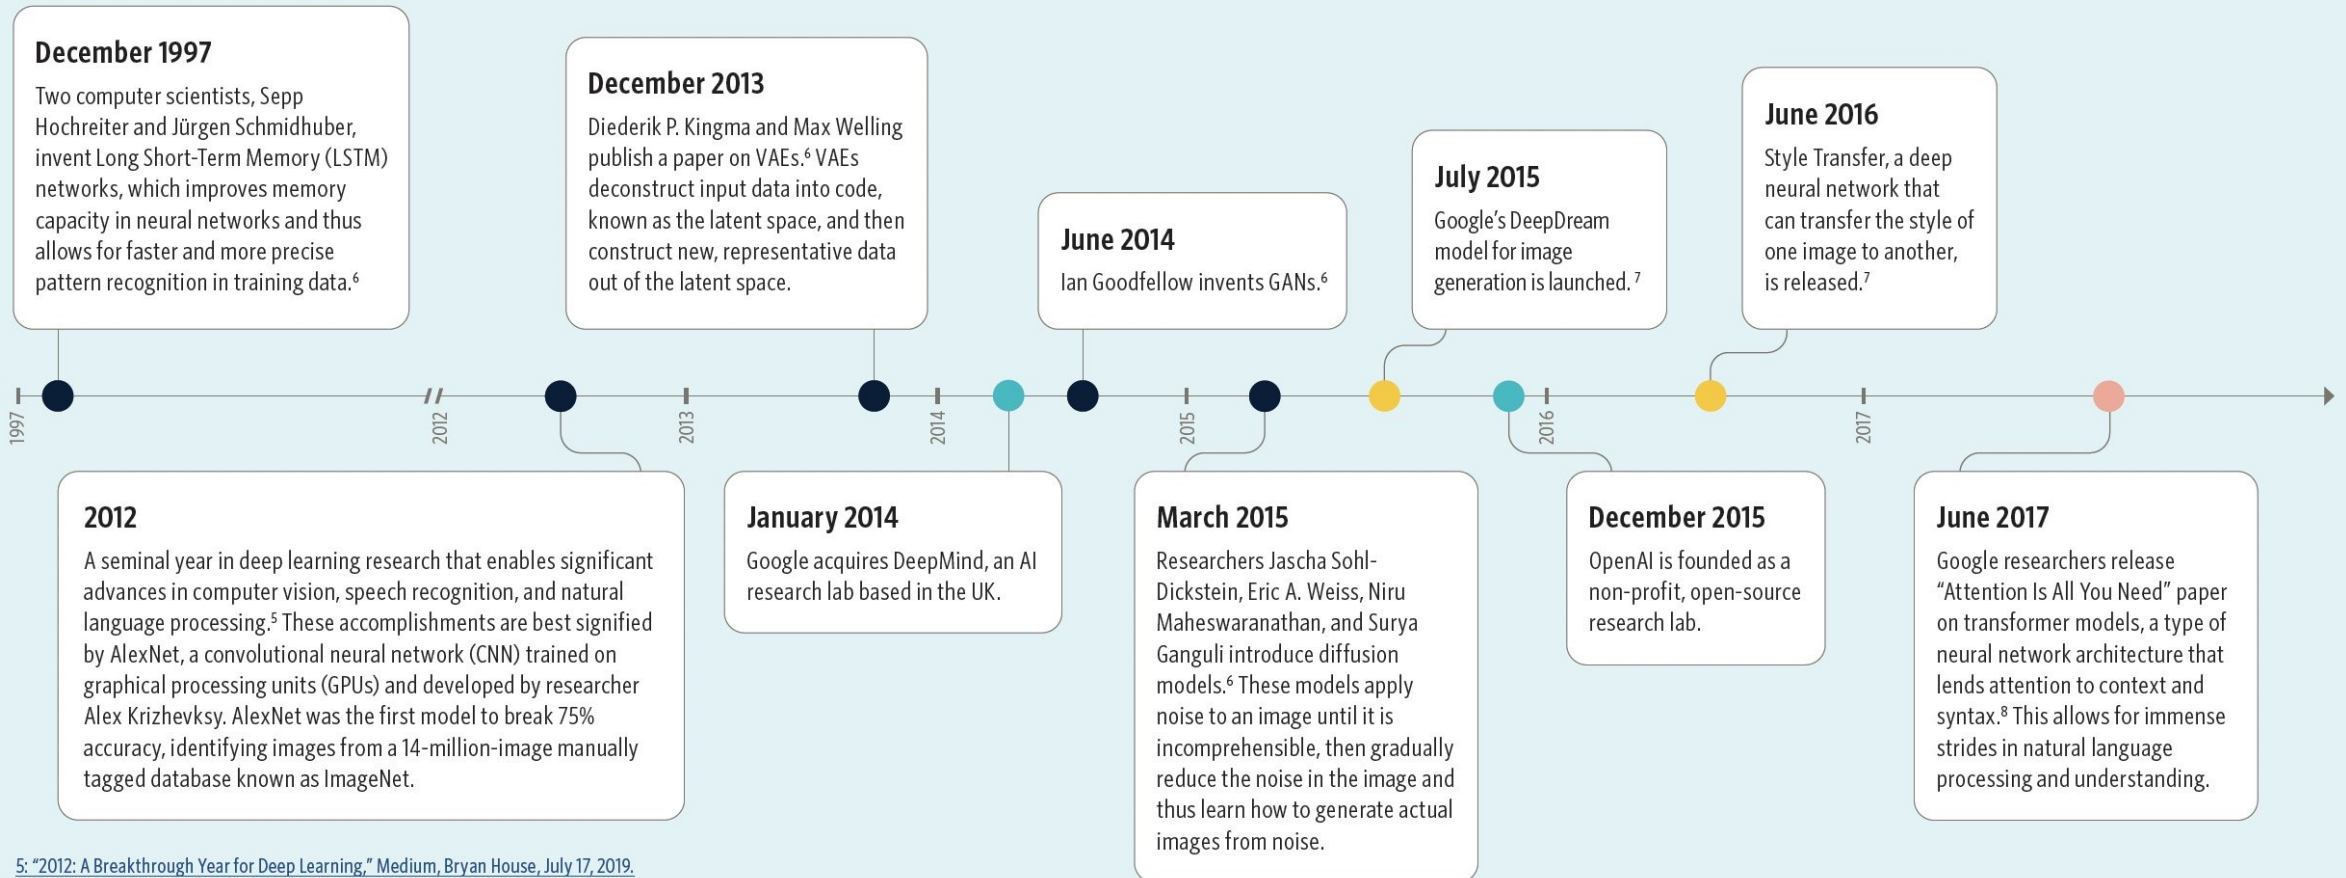 December 1997
Two computer scientists, Sepp
Hochreiter and Jürgen Schmidhuber,
invent Long Short-Term Memory (LSTM)
networks, which improves memory
capacity in neural networks and thus
allows for faster and more precise
pattern recognition in training data.⁶
December 2013
Diederik P. Kingma and Max Welling
publish a paper on VAEs.⁶ VAEs
deconstruct input data into code,
known as the latent space, and then
construct new, representative data
out of the latent space.
June 2014
Ian Goodfellow invents GANs.⁶
July 2015
Google’s DeepDream
model for image
generation is launched. ⁷
June 2016
Style Transfer, a deep
neural network that
can transfer the style of
one image to another,
is released.⁷
1997
2012
2013
2014
2015
2016
2017
2012
A seminal year in deep learning research that enables significant
advances in computer vision, speech recognition, and natural
language processing.⁵ These accomplishments are best signified
by AlexNet, a convolutional neural network (CNN) trained on
graphical processing units (GPUs) and developed by researcher
Alex Krizhevksy. AlexNet was the first model to break 75%
accuracy, identifying images from a 14-million-image manually
tagged database known as ImageNet.
January 2014
Google acquires DeepMind, an AI
research lab based in the UK.
March 2015
Researchers Jascha Sohl-
Dickstein, Eric A. Weiss, Niru
Maheswaranathan, and Surya
Ganguli introduce diffusion
models.⁶ These models apply
noise to an image until it is
incomprehensible, then gradually
reduce the noise in the image and
thus learn how to generate actual
images from noise.
December 2015
OpenAI is founded as a
non-profit, open-source
research lab.
June 2017
Google researchers release
“Attention Is All You Need” paper
on transformer models, a type of
neural network architecture that
lends attention to context and
syntax.⁸ This allows for immense
strides in natural language
processing and understanding.
5: “2012: A Breakthrough Year for Deep Learning,” Medium, Bryan House, July 17, 2019.